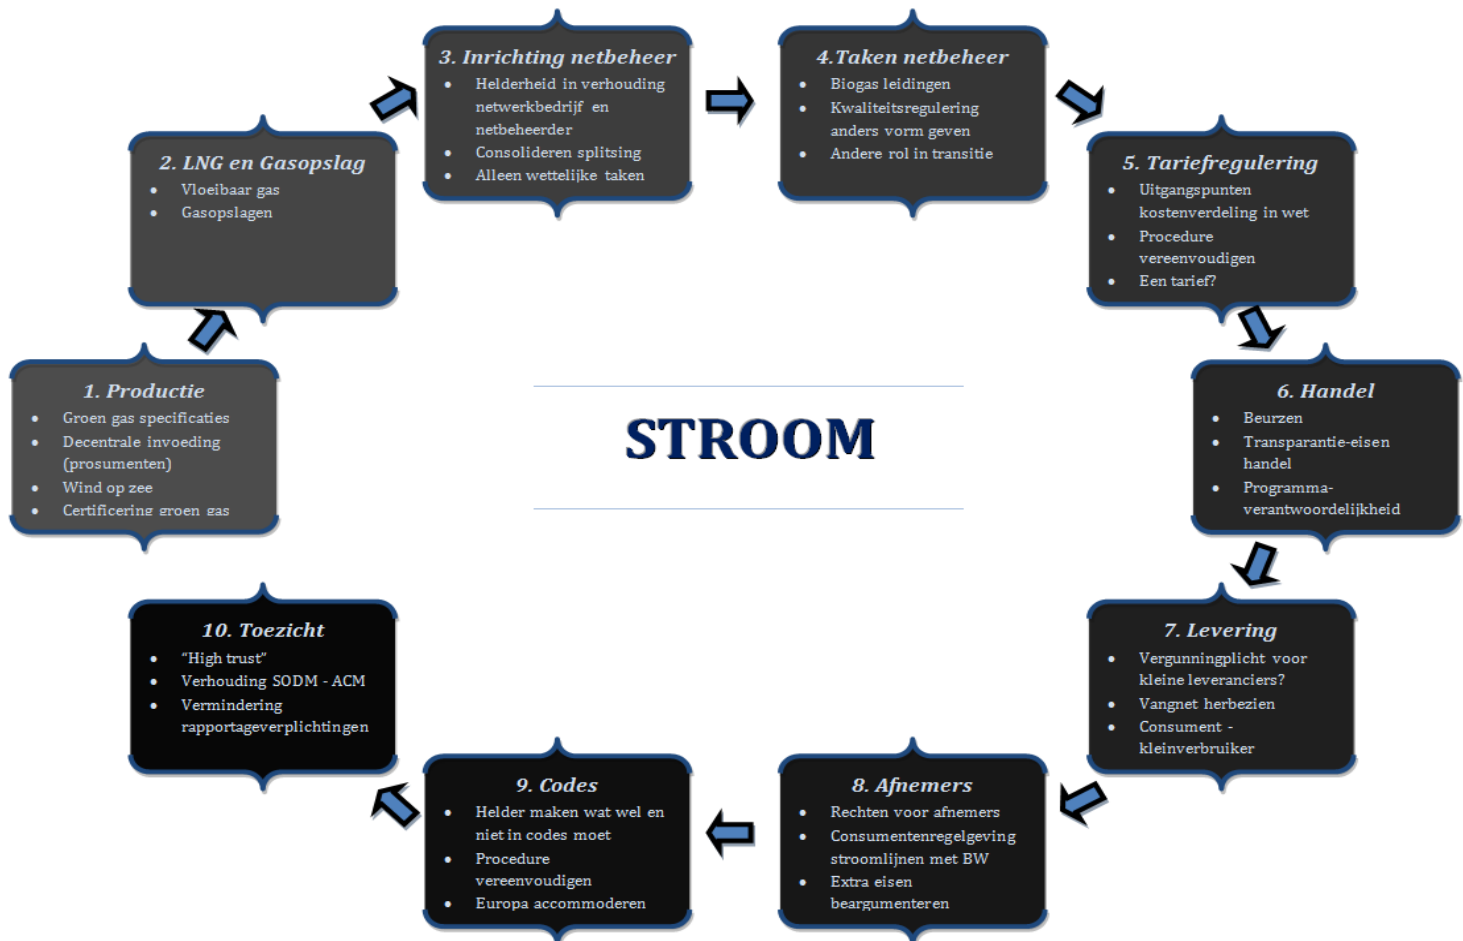 1. Productie
• Groen gas specificaties
• Decentrale invoeding
(prosumenten)
• Wind op zee
• Certificering groen gas
2. LNG en Gasopslag
• Vloeibaar gas
• Gasopslagen
3. Inrichting netbeheer
• Helderheid in verhouding
netwerkbedrijf en
netbeheerder
• Consolideren splitsing
• Alleen wettelijke taken
4.Taken netbeheer
• Biogas leidingen
• Kwaliteitsregulering
anders vorm geven
• Andere rol in transitie
5. Tariefregulering
• Uitgangspunten
kostenverdeling in wet
• Procedure
vereenvoudigen
• Een tarief?
6. Handel
• Beurzen
• Transparantie-eisen
handel
• Programma-
verantwoordelijkheid
7. Levering
• Vergunningplicht voor
kleine leveranciers?
• Vangnet herbezien
• Consument -
kleinverbruiker
8. Afnemers
• Rechten voor afnemers
• Consumentenregelgeving
stroomlijnen met BW
• Extra eisen
beargumenteren
9. Codes
• Helder maken wat wel en
niet in codes moet
• Procedure
vereenvoudigen
• Europa accommoderen
10. Toezicht
• “High trust”
• Verhouding SODM - ACM
• Vermindering
rapportageverplichtingen
STROOM